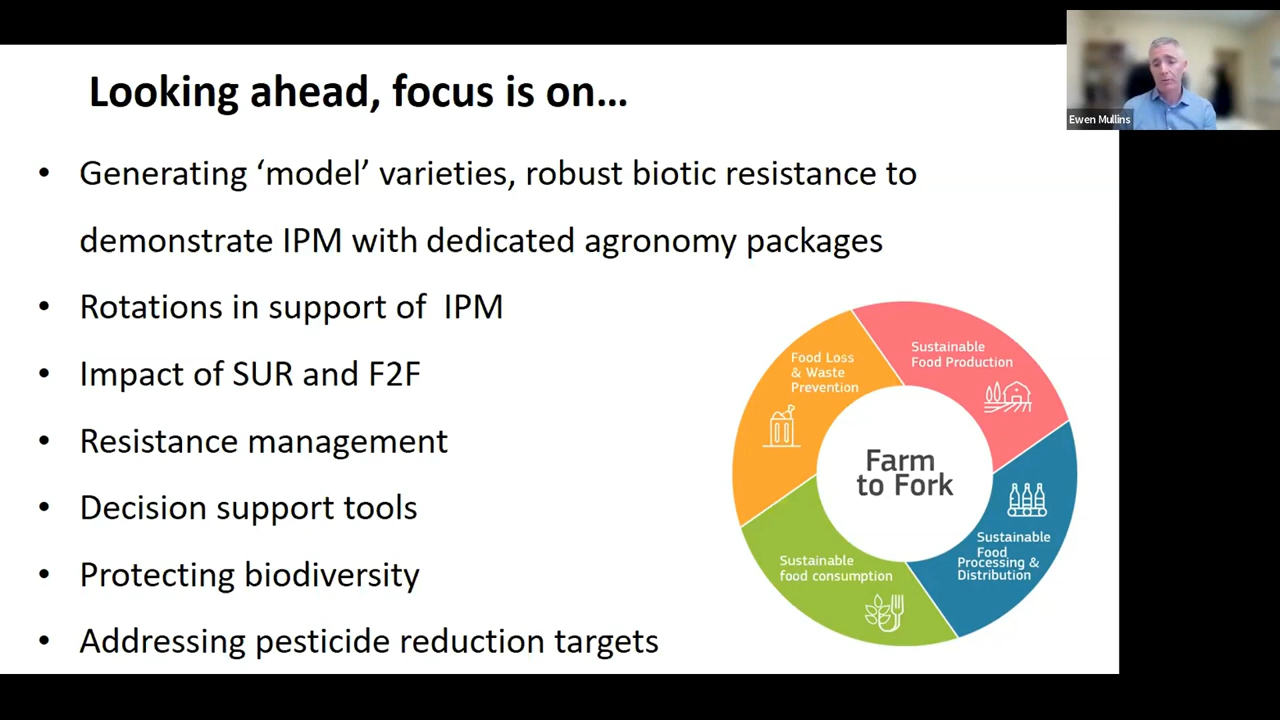 Looking ahead, focus is on…
Ewen Mullins
• Generating ‘model’ varieties, robust biotic resistance to
demonstrate IPM with dedicated agronomy packages
• Rotations in support of  IPM
• Impact of SUR and F2F
• Resistance management
• Decision support tools
• Protecting biodiversity
• Addressing pesticide reduction targets
Food Loss
& Waste
Prevention
Sustainable
Food Production
Farm
to Fork
Sustainable
Food
Processing &
Distribution
Sustainable
food consumption